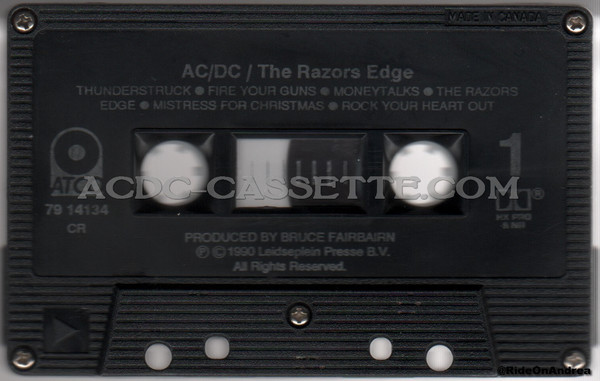 MADE IN CANADA
AC/DC / The Razors Edge
THUNDERSTRUCK ● FIRE YOUR GUNS ● MONEYTALKS ● THE RAZORS
EDGE ● MISTRESS FOR CHRISTMAS ● ROCK YOUR HEART OUT
1
ATCO
ACDC-CASSETTE.COM
79 14134
CR
HX PRO
PRODUCED BY BRUCE FAIRBAIRN
℗ © 1990 Leidseplein Presse B.V.
All Rights Reserved.
@RideOnAndrea